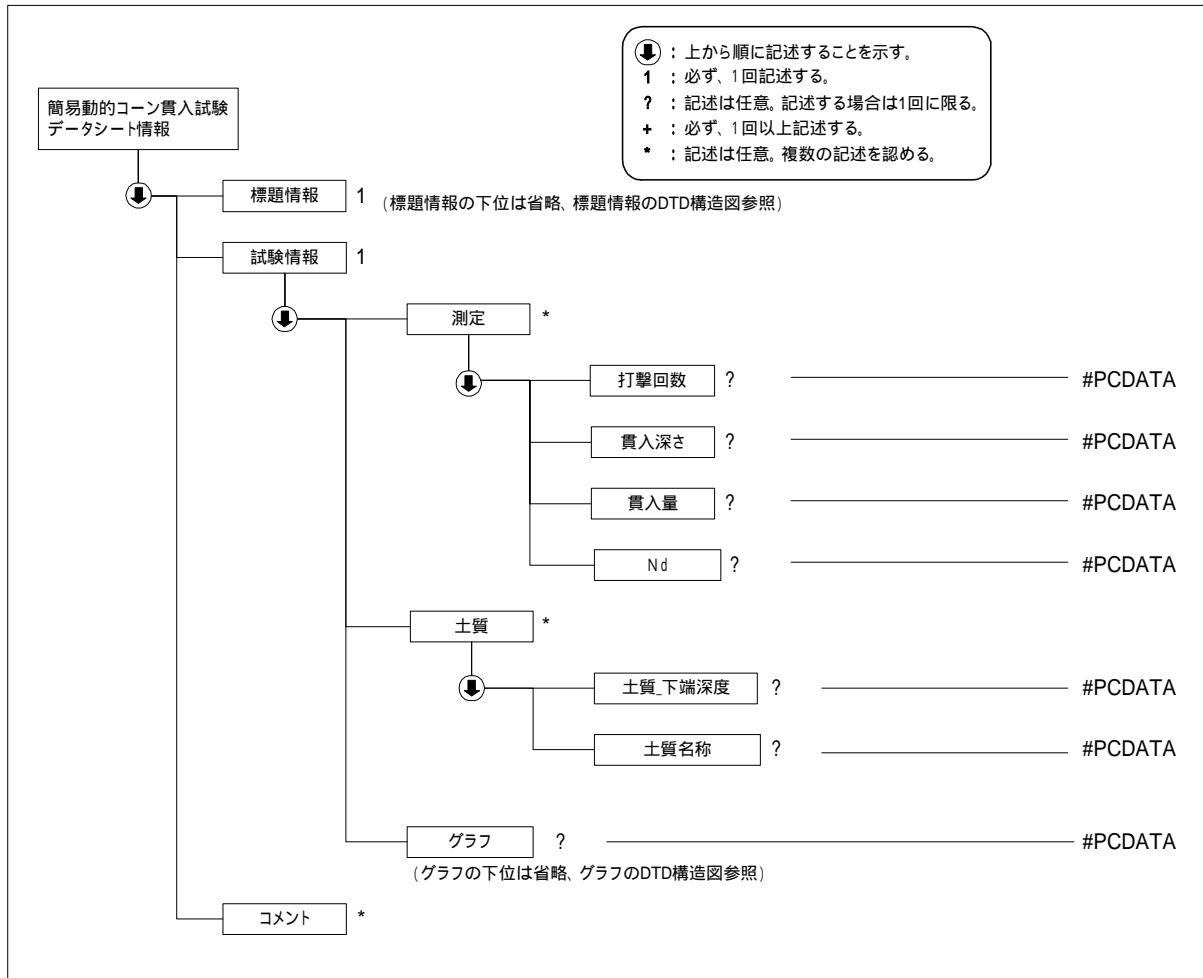 : 上から順に記述することを示す。
1 : 必ず、1回記述する。
? : 記述は任意。記述する場合は1回に限る。
+ : 必ず、1回以上記述する。
* : 記述は任意。複数の記述を認める。
簡易動的コーン貫入試験
データシート情報
標題情報 1 (標題情報の下位は省略、標題情報のDTD構造図参照)
試験情報 1
測定 *
打撃回数 ? #PCDATA
貫入深さ ? #PCDATA
貫入量 ? #PCDATA
Nd ? #PCDATA
土質 *
土質_下端深度 ? #PCDATA
土質名称 ? #PCDATA
グラフ ? #PCDATA
(グラフの下位は省略、グラフのDTD構造図参照)
コメント *